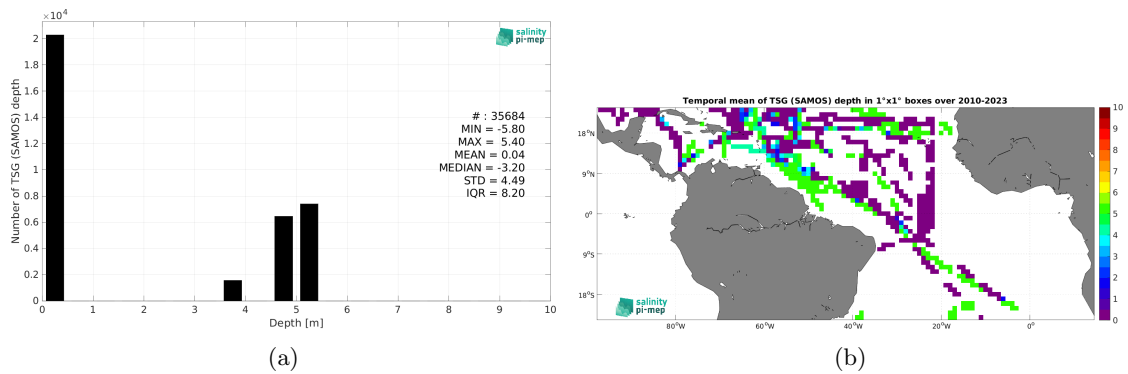 ×10⁴
2
1.8
1.6
1.4
1.2
1
0.8
0.6
0.4
0.2
0
Number of TSG (SAMOS) depth
salinity
pi-mep
# : 35684
MIN = -5.80
MAX = 5.40
MEAN = 0.04
MEDIAN = -3.20
STD = 4.49
IQR = 8.20
0 1 2 3 4 5 6 7 8 9 10
Depth [m]
(a)
Temporal mean of TSG (SAMOS) depth in 1°x1° boxes over 2010-2023
18°N
9°N
0°
9°S
18°S
salinity
pi-mep
80°W 60°W 40°W 20°W 0°
10
9
8
7
6
5
4
3
2
1
0
(b)